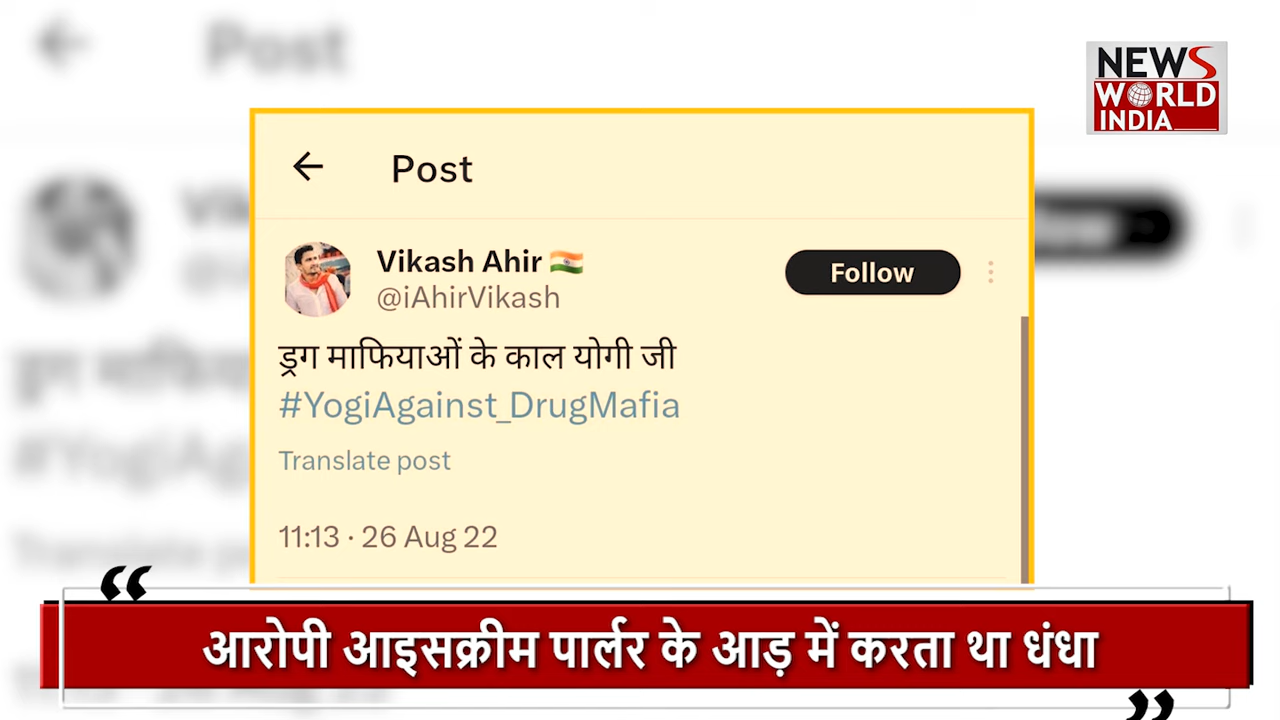 Post
NEWS
WORLD
INDIA
Post
Vikash Ahir 🇮🇳
Follow
@iAhirVikash
ड्रग माफियाओं के काल योगी जी
#YogiAgainst_DrugMafia
Translate post
11:13 · 26 Aug 22
“
आरोपी आइसक्रीम पार्लर के आड़ में करता था धंधा
”